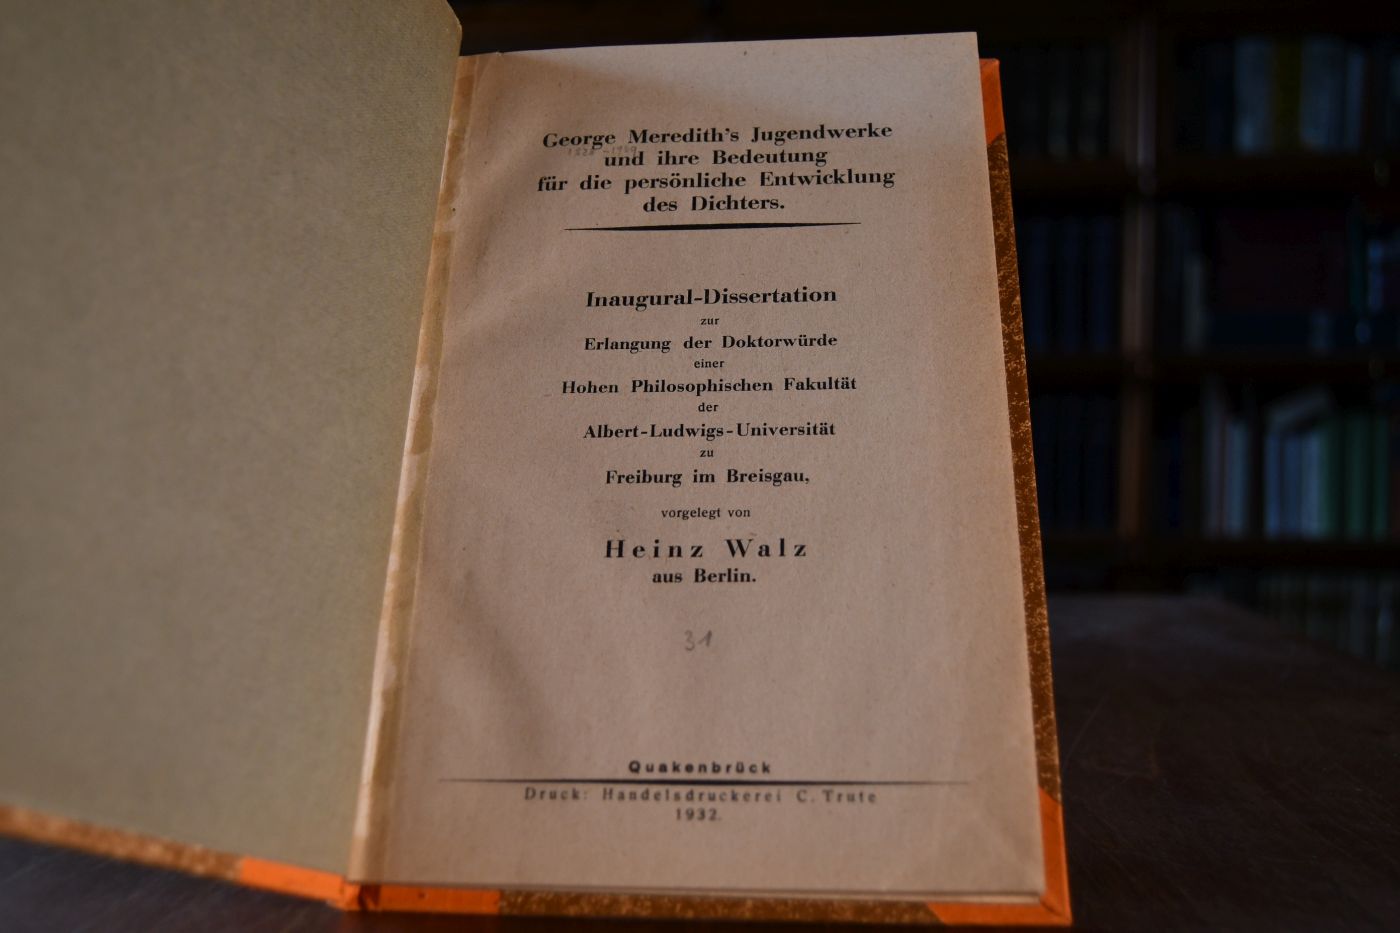 George Meredith's Jugendwerke
1828-1909
und ihre Bedeutung
für die persönliche Entwicklung
des Dichters.
Inaugural-Dissertation
zur
Erlangung der Doktorwürde
einer
Hohen Philosophischen Fakultät
der
Albert-Ludwigs-Universität
zu
Freiburg im Breisgau,
vorgelegt von
Heinz Walz
aus Berlin.
31
Quakenbrück
Druck: Handelsdruckerei C. Trute
1932.